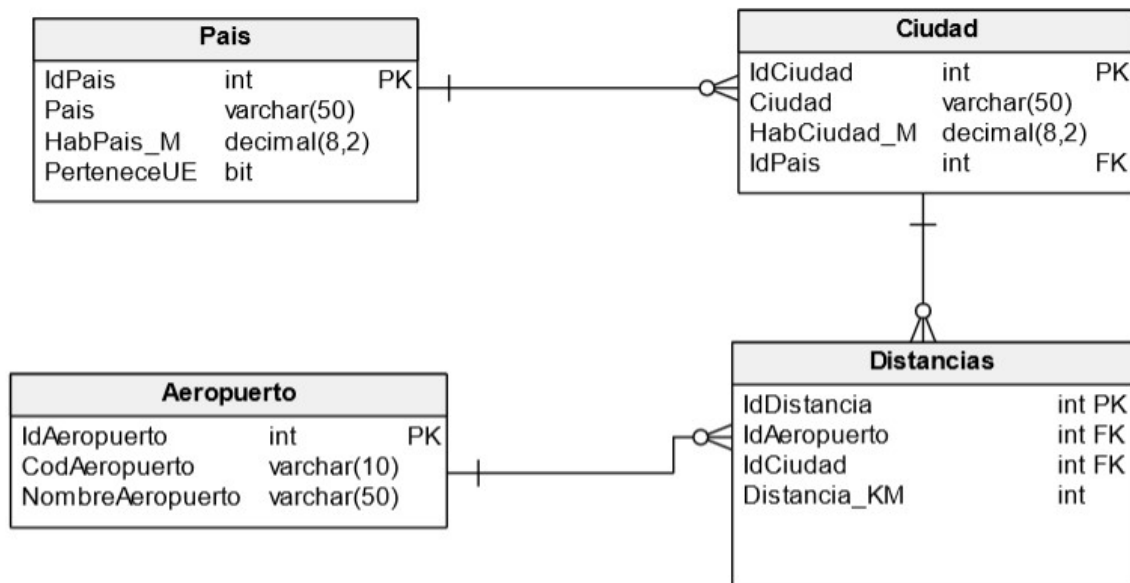 Pais
IdPais int PK
Pais varchar(50)
HabPais_M decimal(8,2)
PerteneceUE bit
Ciudad
IdCiudad int PK
Ciudad varchar(50)
HabCiudad_M decimal(8,2)
IdPais int FK
Aeropuerto
IdAeropuerto int PK
CodAeropuerto varchar(10)
NombreAeropuerto varchar(50)
Distancias
IdDistancia int PK
IdAeropuerto int FK
IdCiudad int FK
Distancia_KM int